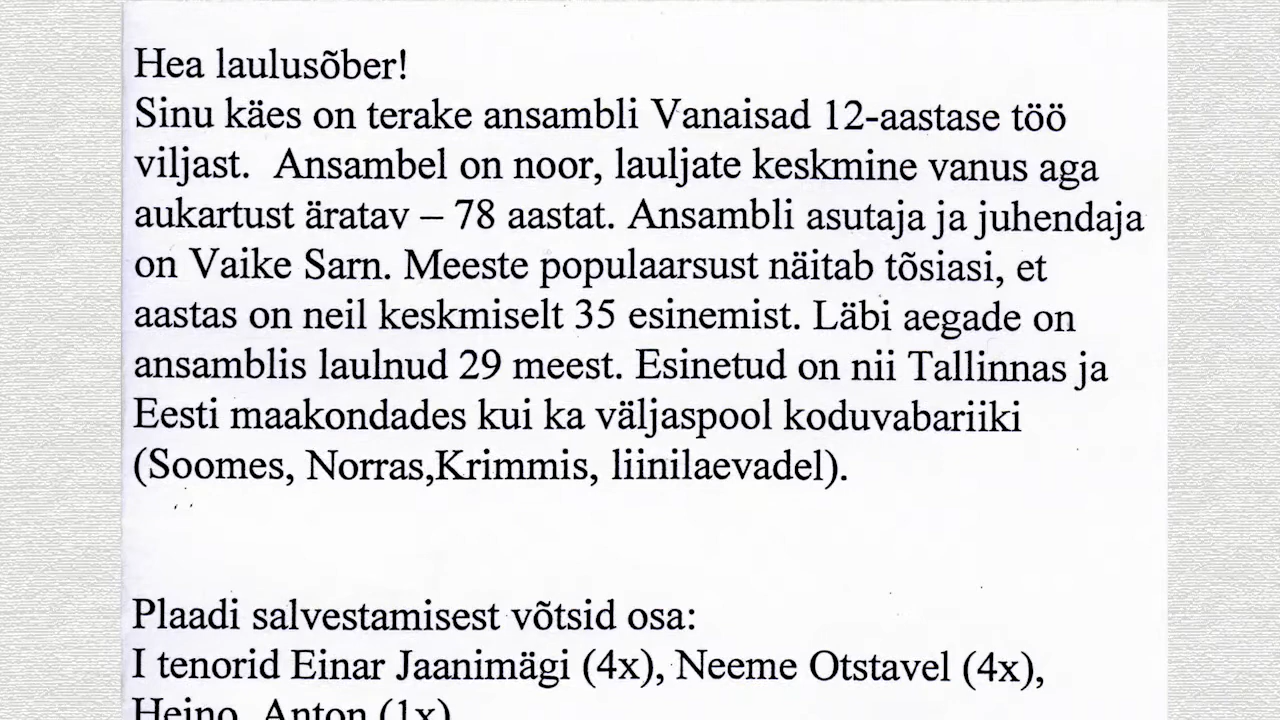 Hea laulusõber!
Sinu käes on terake ansambli Vanaisad 12-aastase töö
viljast. Ansambel on noor, lauljate keskmine vanus aga
aukartust äratav – 78 aastat. Ansambli asutaja ja juhendaja
on Vaike Sarn. Meeste populaarsust näitab tõsiasi, et
aastas on neil keskmiselt 35 esinemist. Läbi aegade on
ansamblis laulnud 29 meest. Esinetud on nii Tallinnas ja
Eesti maakondades kui ka väljaspool koduvabariiki
(Soomes, Norras,Krimmis, liinilaevadel).
Plaadi salvestamisest võtsid osa:
I tenorid Einar Jaanimägi (4x), Neeme Otstavel (4x),
Heino (1x)